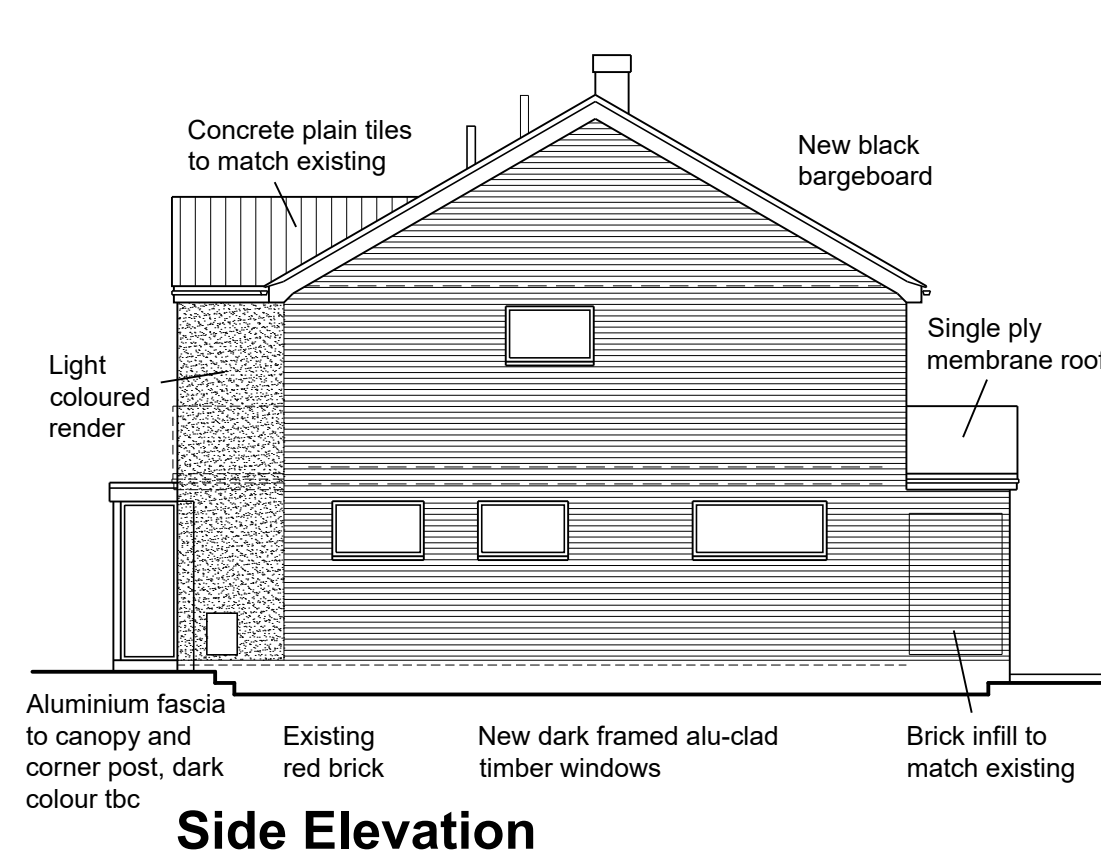 Concrete plain tiles
to match existing
New black
bargeboard
Single ply
membrane roof
Light
coloured
render
Aluminium fascia
to canopy and
corner post, dark
colour tbc
Existing
red brick
New dark framed alu-clad
timber windows
Brick infill to
match existing
Side Elevation